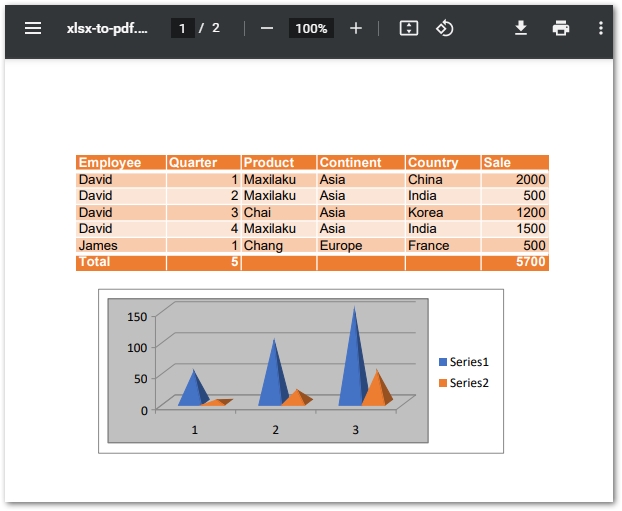 xlsx-to-pdf.... 1 / 2 100%
Employee Quarter Product Continent Country Sale
David 1 Maxilaku Asia China 2000
David 2 Maxilaku Asia India 500
David 3 Chai Asia Korea 1200
David 4 Maxilaku Asia India 1500
James 1 Chang Europe France 500
Total 5 5700
150
100
50
0
1 2 3
Series1
Series2